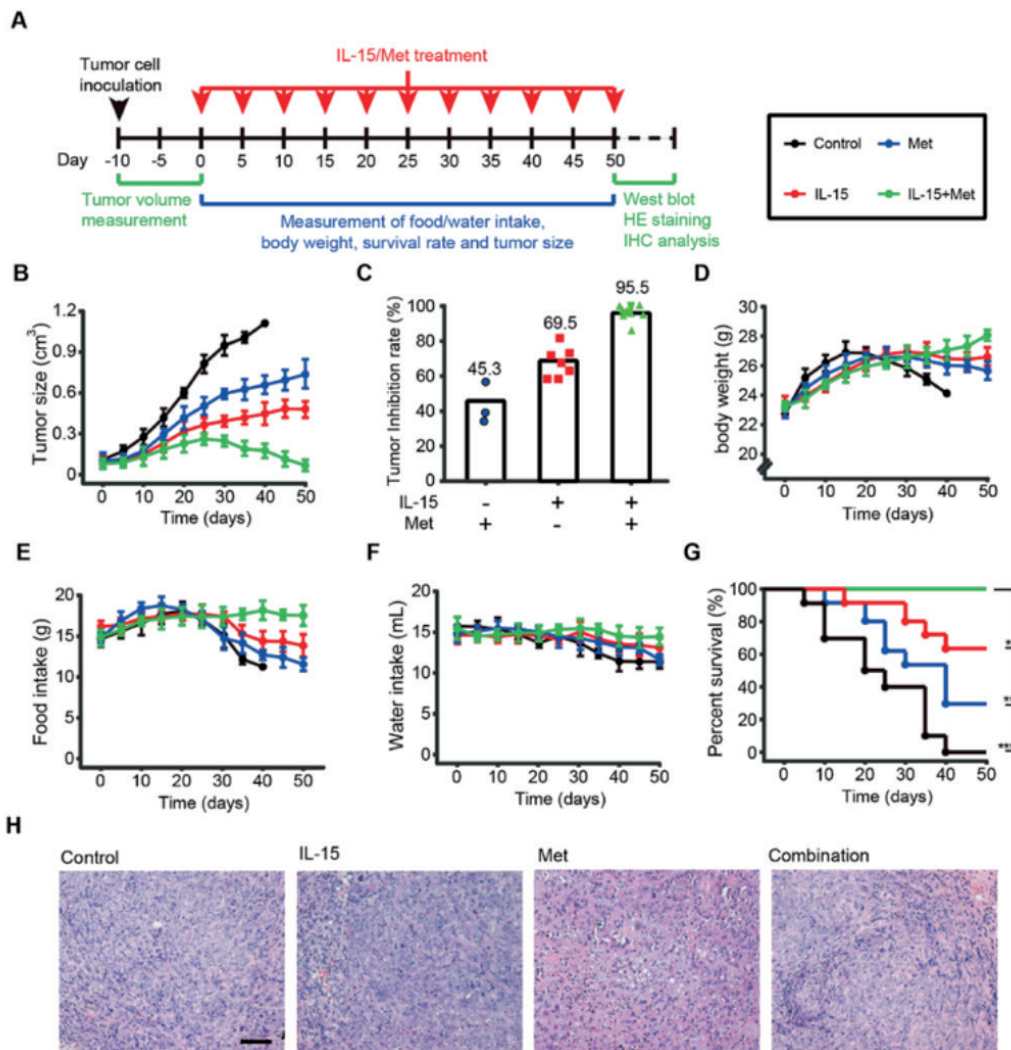 A
IL-15/Met treatment
Tumor cell
inoculation
Day -10 -5 0 5 10 15 20 25 30 35 40 45 50
Tumor volume
measurement
Measurement of food/water intake,
body weight, survival rate and tumor size
West blot
HE staining
IHC analysis
Control Met
IL-15 IL-15+Met
B
Tumor size (cm3)
1.2
0.9
0.6
0.3
0
0 10 20 30 40 50
Time (days)
C
Tumor Inhibition rate (%)
100
80
60
40
20
0
45.3
69.5
95.5
IL-15 - + +
Met + - +
D
body weight (g)
30
28
26
24
22
20
0 10 20 30 40 50
Time (days)
E
Food intake (g)
20
15
10
5
0
0 10 20 30 40 50
Time (days)
F
Water intake (mL)
20
15
10
5
0
0 10 20 30 40 50
Time (days)
G
Percent survival (%)
100
80
60
40
20
0
0 10 20 30 40 50
Time (days)
H
Control
IL-15
Met
Combination